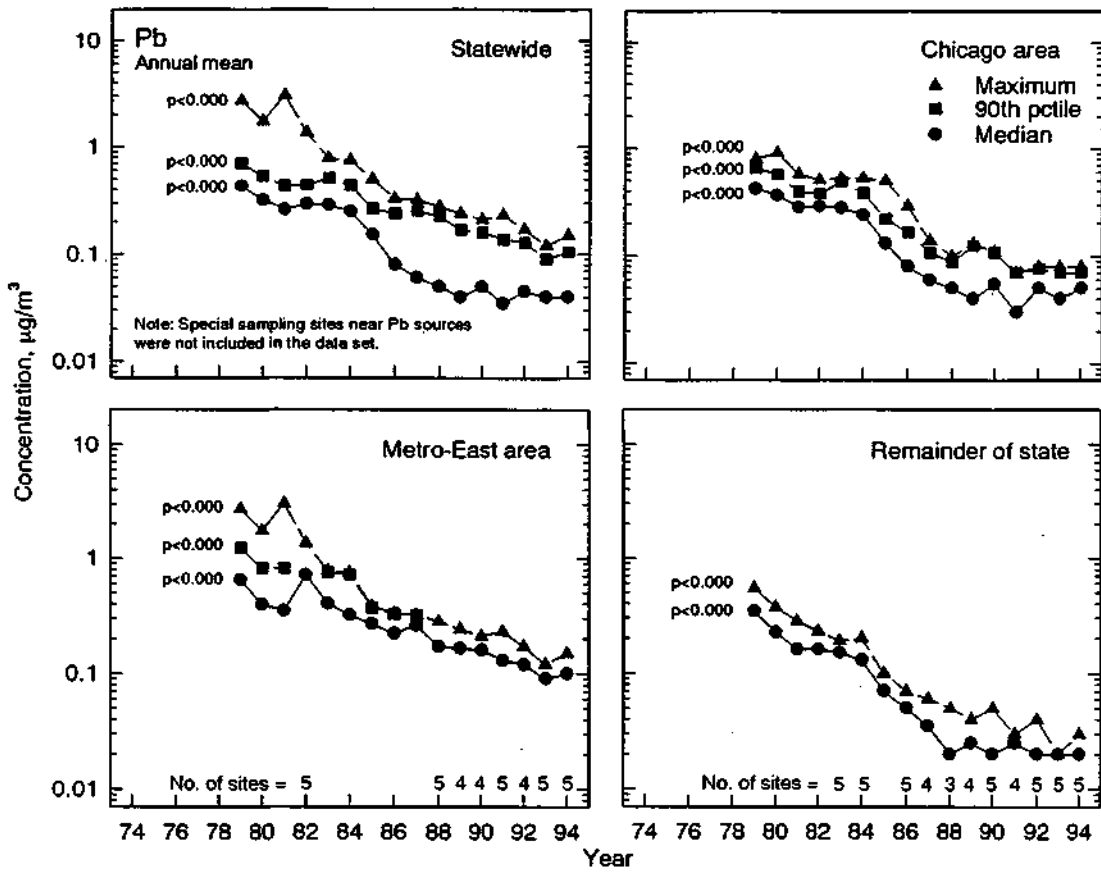 Pb
Annual mean
Statewide
10
1
0.1
0.01
p<0.000
p<0.000
p<0.000
Note: Special sampling sites near Pb sources
were not included in the data set.
Chicago area
Maximum
90th pctile
Median
p<0.000
p<0.000
p<0.000
Concentration, μg/m³
Metro-East area
10
1
0.1
0.01
p<0.000
p<0.000
p<0.000
No. of sites = 5 5 4 4 5 4 5 5
74 76 78 80 82 84 86 88 90 92 94
Remainder of state
p<0.000
p<0.000
No. of sites = 5 5 5 4 3 4 5 4 5 5 5
74 76 78 80 82 84 86 88 90 92 94
Year